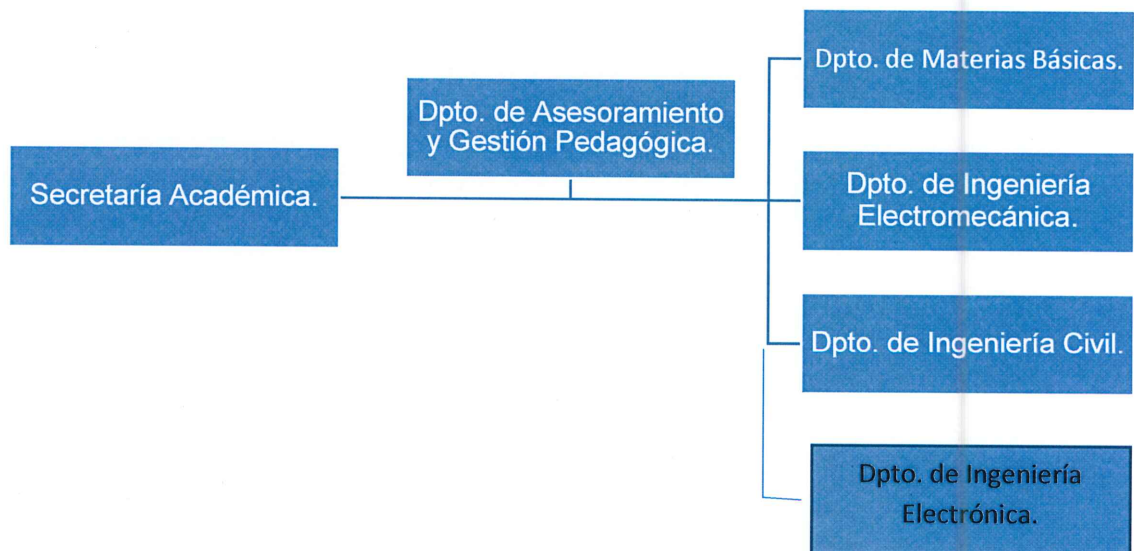 Secretaría Académica.
Dpto. de Asesoramiento
y Gestión Pedagógica.
Dpto. de Materias Básicas.
Dpto. de Ingeniería
Electromecánica.
Dpto. de Ingeniería Civil.
Dpto. de Ingeniería
Electrónica.